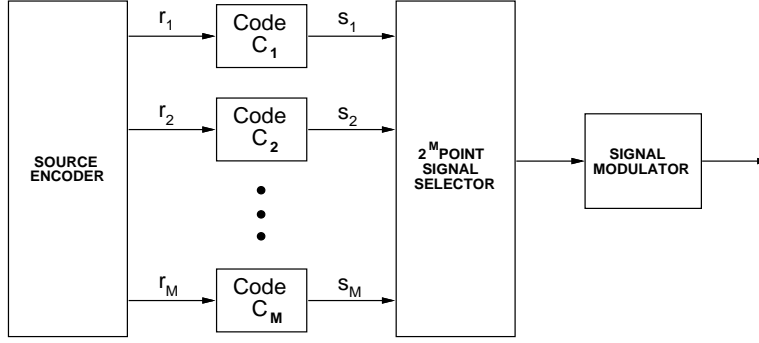 SOURCE
ENCODER
r1
Code
C1
s1
r2
Code
C2
s2
rM
Code
CM
sM
2M POINT
SIGNAL
SELECTOR
SIGNAL
MODULATOR